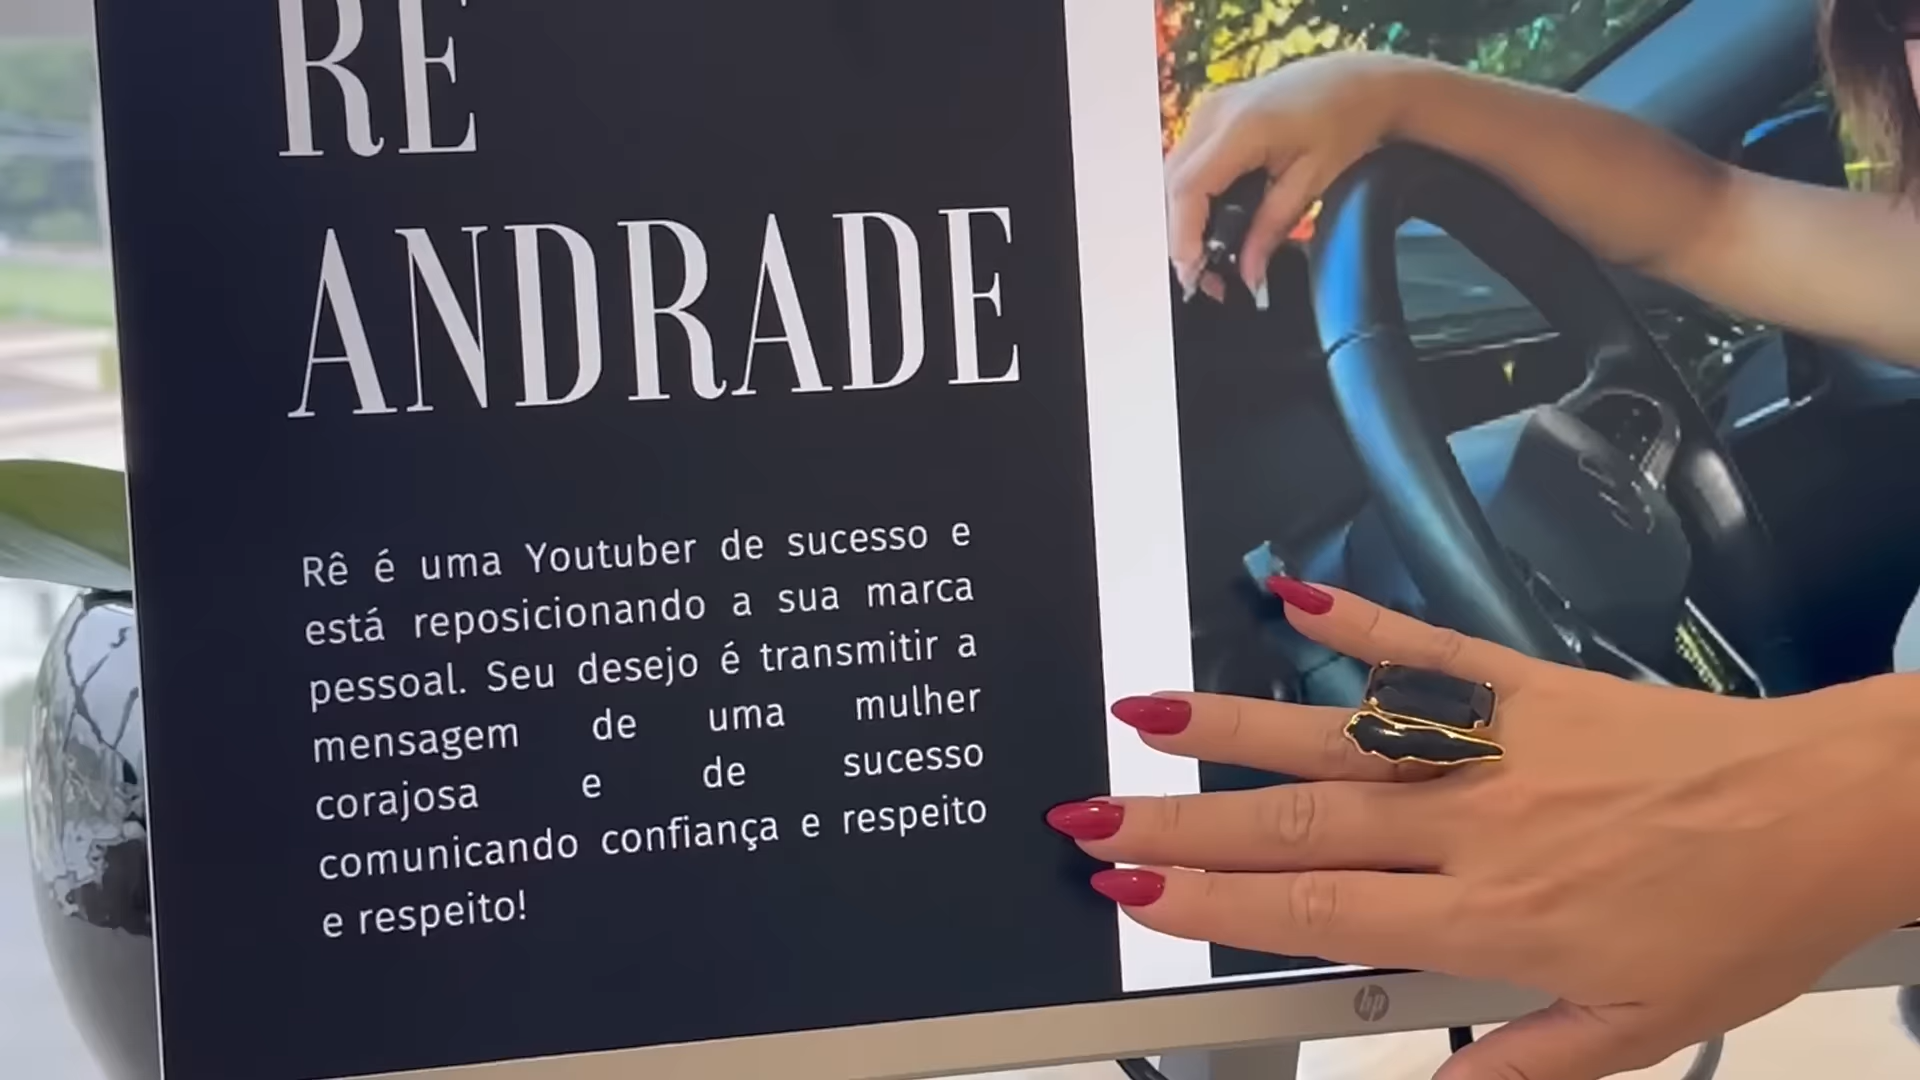 RÊ
ANDRADE
Rê é uma Youtuber de sucesso e
está reposicionando a sua marca
pessoal. Seu desejo é transmitir a
mensagem de uma mulher
corajosa e de sucesso
comunicando confiança e respeito
e respeito!
hp